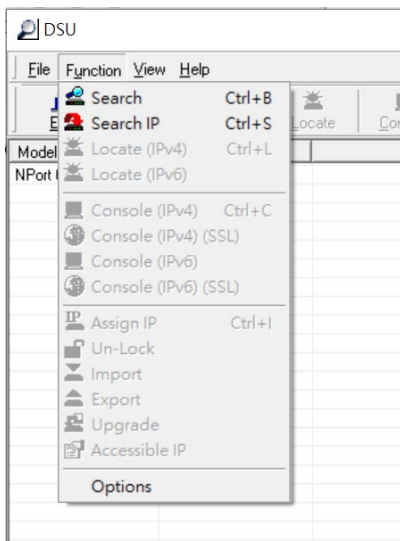 DSU
File Function View Help
Locate
Model
NPort
Search Ctrl+B
Search IP Ctrl+S
Locate (IPv4) Ctrl+L
Locate (IPv6)
Console (IPv4) Ctrl+C
Console (IPv4) (SSL)
Console (IPv6)
Console (IPv6) (SSL)
Assign IP Ctrl+I
Un-Lock
Import
Export
Upgrade
Accessible IP
Options